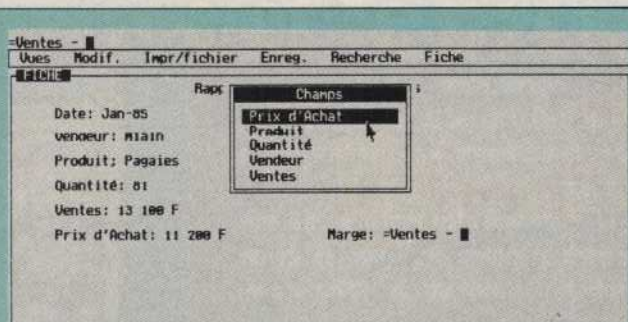 =Ventes -
Vues Modif. Impr/fichier Enreg. Recherche Fiche
FICHE
Rapp
Champs
s
Date: Jan-85
Prix d'Achat
vendeur: Alain
Produit
Produit: Pagaies
Quantité
Vendeur
Quantité: 81
Ventes
Ventes: 13 100 F
Prix d'Achat: 11 200 F
Marge: =Ventes -